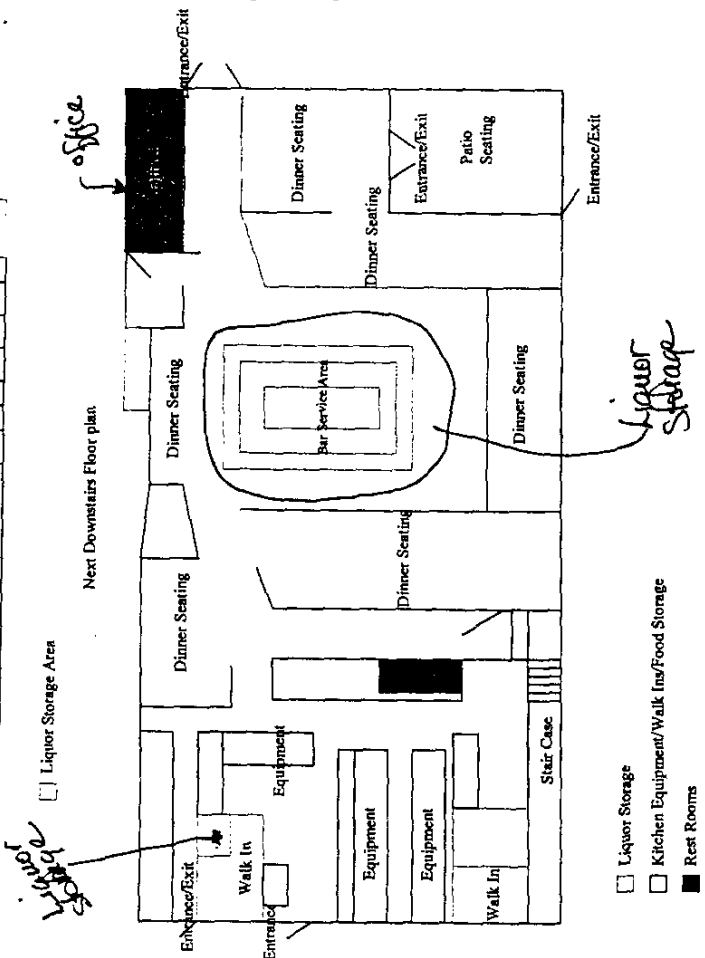 Entrance/Exit
office
Dinner Seating
Entrance/Exit
Patio
Seating
Entrance/Exit
Dinner Seating
Next Downstairs Floor plan
Dinner Seating
Bar Service Area
Dinner Seating
Liquor
Storage
Dinner Seating
Dinner Seating
Liquor Storage Area
Liquor
Storage
Equipment
Entrance/Exit
Walk In
Entrance
Equipment
Equipment
Walk In
Stair Case
Liquor Storage
Kitchen Equipment/Walk Ins/Food Storage
Rest Rooms